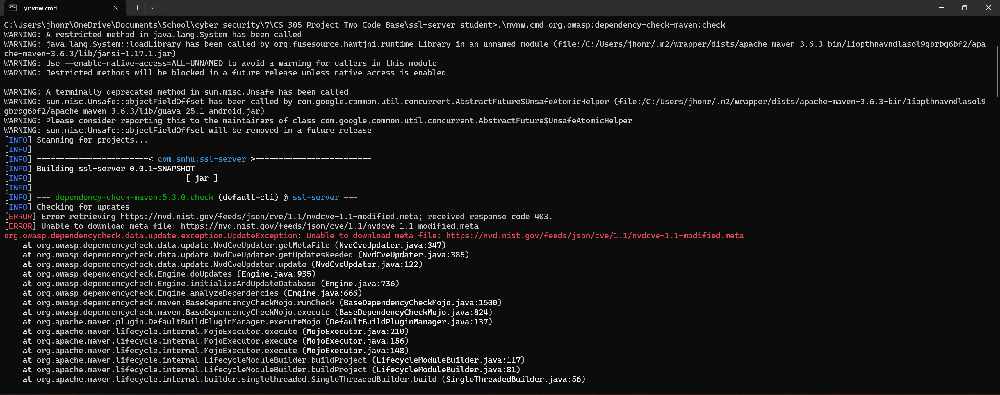 .\mvnw.cmd
C:\Users\jhonr\OneDrive\Documents\School\cyber security\7\CS 305 Project Two Code Base\ssl-server_student>.\mvnw.cmd org.owasp:dependency-check-maven:check
WARNING: A restricted method in java.lang.System has been called
WARNING: java.lang.System::loadLibrary has been called by org.fusesource.hawtjni.runtime.Library in an unnamed module (file:/C:/Users/jhonr/.m2/wrapper/dists/apache-maven-3.6.3-bin/1iopthnavndlasol9gbrbg6bf2/apa
che-maven-3.6.3/lib/jansi-1.17.1.jar)
WARNING: Use --enable-native-access=ALL-UNNAMED to avoid a warning for callers in this module
WARNING: Restricted methods will be blocked in a future release unless native access is enabled
WARNING: A terminally deprecated method in sun.misc.Unsafe has been called
WARNING: sun.misc.Unsafe::objectFieldOffset has been called by com.google.common.util.concurrent.AbstractFuture$UnsafeAtomicHelper (file:/C:/Users/jhonr/.m2/wrapper/dists/apache-maven-3.6.3-bin/1iopthnavndlasol9
gbrbg6bf2/apache-maven-3.6.3/lib/guava-25.1-android.jar)
WARNING: Please consider reporting this to the maintainers of class com.google.common.util.concurrent.AbstractFuture$UnsafeAtomicHelper
WARNING: sun.misc.Unsafe::objectFieldOffset will be removed in a future release
[INFO] Scanning for projects...
[INFO]
[INFO] ------------------------< com.snhu:ssl-server >-------------------------
[INFO] Building ssl-server 0.0.1-SNAPSHOT
[INFO] --------------------------------[ jar ]---------------------------------
[INFO]
[INFO] --- dependency-check-maven:5.3.0:check (default-cli) @ ssl-server ---
[INFO] Checking for updates
[ERROR] Error retrieving https://nvd.nist.gov/feeds/json/cve/1.1/nvdcve-1.1-modified.meta; received response code 403.
[ERROR] Unable to download meta file: https://nvd.nist.gov/feeds/json/cve/1.1/nvdcve-1.1-modified.meta
org.owasp.dependencycheck.data.update.exception.UpdateException: Unable to download meta file: https://nvd.nist.gov/feeds/json/cve/1.1/nvdcve-1.1-modified.meta
    at org.owasp.dependencycheck.data.update.NvdCveUpdater.getMetaFile (NvdCveUpdater.java:347)
    at org.owasp.dependencycheck.data.update.NvdCveUpdater.getUpdatesNeeded (NvdCveUpdater.java:385)
    at org.owasp.dependencycheck.data.update.NvdCveUpdater.update (NvdCveUpdater.java:122)
    at org.owasp.dependencycheck.Engine.doUpdates (Engine.java:935)
    at org.owasp.dependencycheck.Engine.initializeAndUpdateDatabase (Engine.java:736)
    at org.owasp.dependencycheck.Engine.analyzeDependencies (Engine.java:666)
    at org.owasp.dependencycheck.maven.BaseDependencyCheckMojo.runCheck (BaseDependencyCheckMojo.java:1500)
    at org.owasp.dependencycheck.maven.BaseDependencyCheckMojo.execute (BaseDependencyCheckMojo.java:824)
    at org.apache.maven.plugin.DefaultBuildPluginManager.executeMojo (DefaultBuildPluginManager.java:137)
    at org.apache.maven.lifecycle.internal.MojoExecutor.execute (MojoExecutor.java:210)
    at org.apache.maven.lifecycle.internal.MojoExecutor.execute (MojoExecutor.java:156)
    at org.apache.maven.lifecycle.internal.MojoExecutor.execute (MojoExecutor.java:148)
    at org.apache.maven.lifecycle.internal.LifecycleModuleBuilder.buildProject (LifecycleModuleBuilder.java:117)
    at org.apache.maven.lifecycle.internal.LifecycleModuleBuilder.buildProject (LifecycleModuleBuilder.java:81)
    at org.apache.maven.lifecycle.internal.builder.singlethreaded.SingleThreadedBuilder.build (SingleThreadedBuilder.java:56)